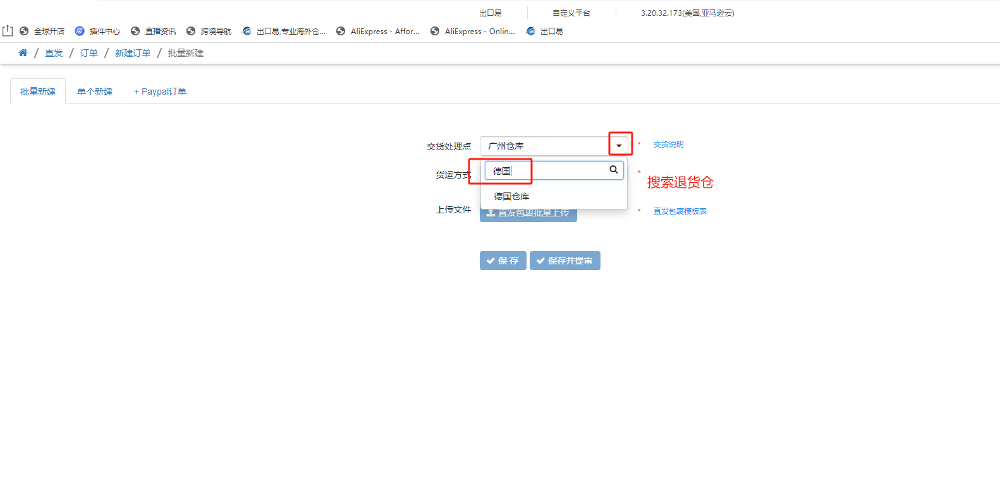 出口易 自定义平台 3.20.32.173(美国,亚马逊云)
全球开店 插件中心 直播资讯 跨境导航 出口易,专业海外仓... AliExpress - Affor... AliExpress - Onlin... 出口易
/ 直发 / 订单 / 新建订单 / 批量新建
批量新建 单个新建 + Paypal订单
交货处理点 广州仓库 * 交货说明
货运方式 德国 *
搜索退货仓
德国仓库
上传文件 直发包裹批量上传 * 直发包裹模板表
保 存 保存并提审